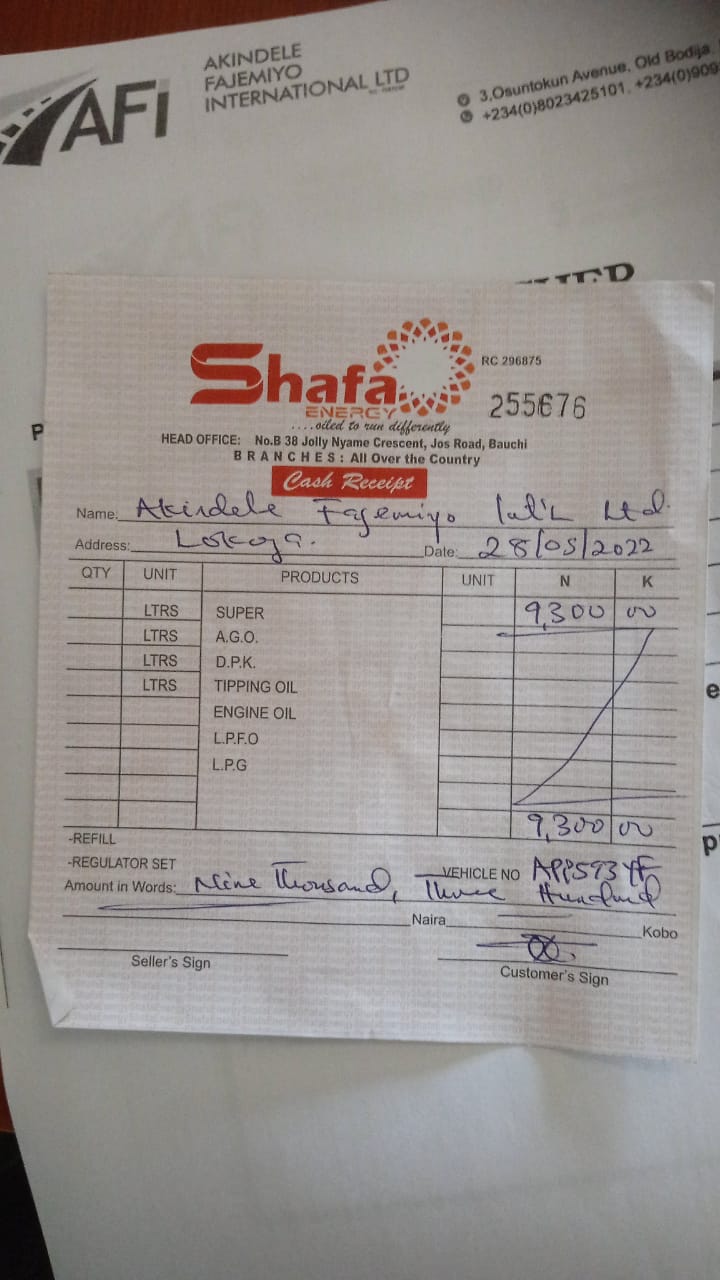 AFi
AKINDELE
FAJEMIYO
INTERNATIONAL LTD
3,Osuntokun Avenue, Old Bodija
+234(0)8023425101, +234(0)909
Shafa
ENERGY
RC 296875
255676
....oiled to run differently
HEAD OFFICE: No.B 38 Jolly Nyame Crescent, Jos Road, Bauchi
BRANCHES: All Over the Country
Cash Receipt
Name: Akindele Fajemiyo Int'L Ltd.
Address: Lokoja. Date: 28/05/2022
QTY UNIT PRODUCTS UNIT N K
LTRS SUPER 9,300 00
LTRS A.G.O.
LTRS D.P.K.
LTRS TIPPING OIL
ENGINE OIL
L.P.F.O
L.P.G
9,300 00
-REFILL
-REGULATOR SET VEHICLE NO
Amount in Words: Nine Thousand, Three Hundred
Naira Kobo
Seller's Sign Customer's Sign